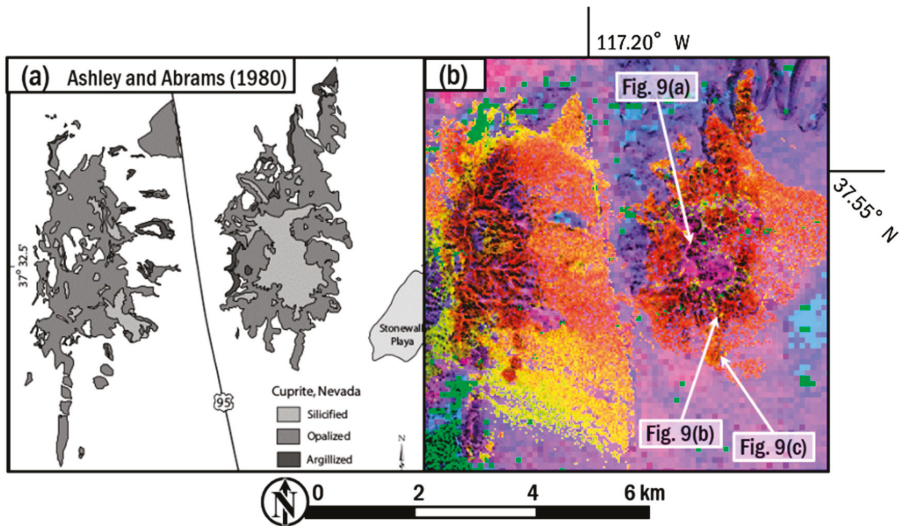 117.20° W
(a) Ashley and Abrams (1980)
(b)
Fig. 9(a)
37.55° N
37° 32.5'
Stonewall
Playa
95
Cuprite, Nevada
Silicified
Opalized
Argillized
N
Fig. 9(b)
Fig. 9(c)
N
0 2 4 6 km